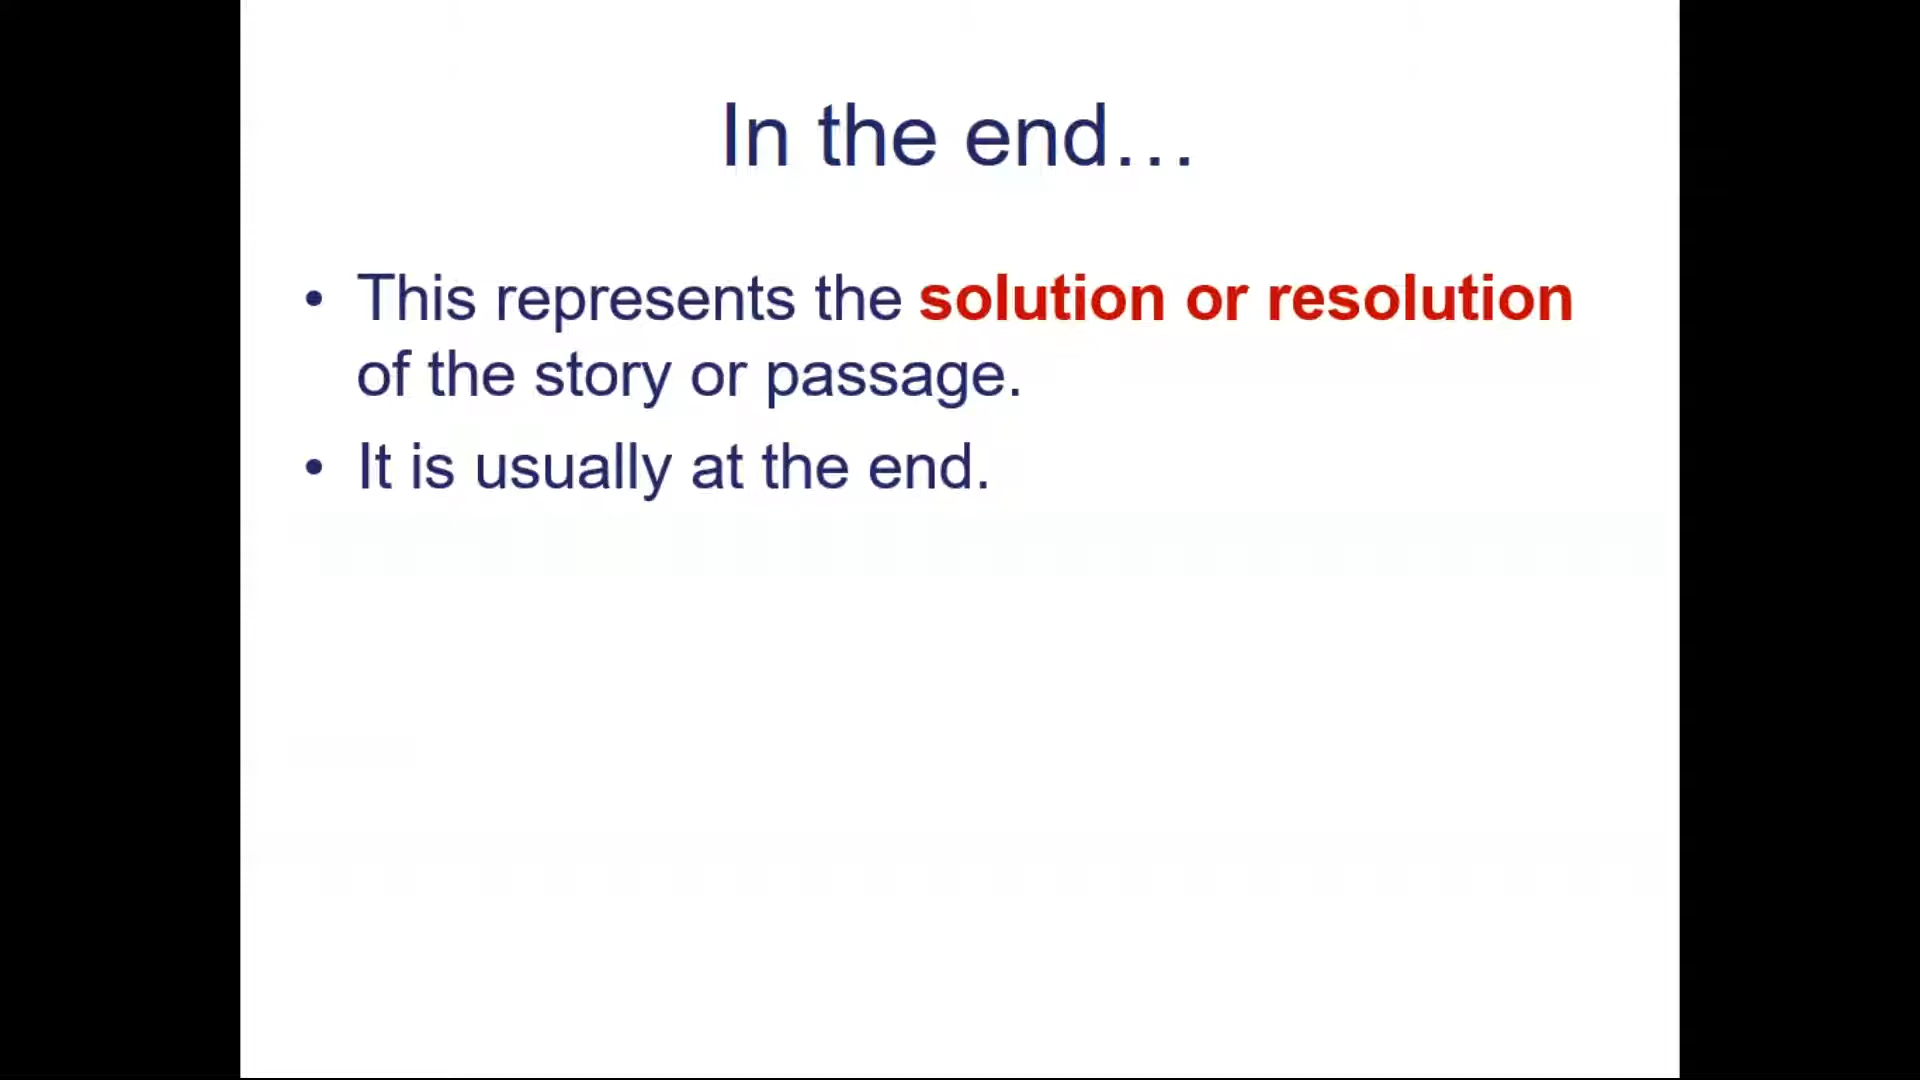 In the end…
• This represents the solution or resolution
of the story or passage.
• It is usually at the end.